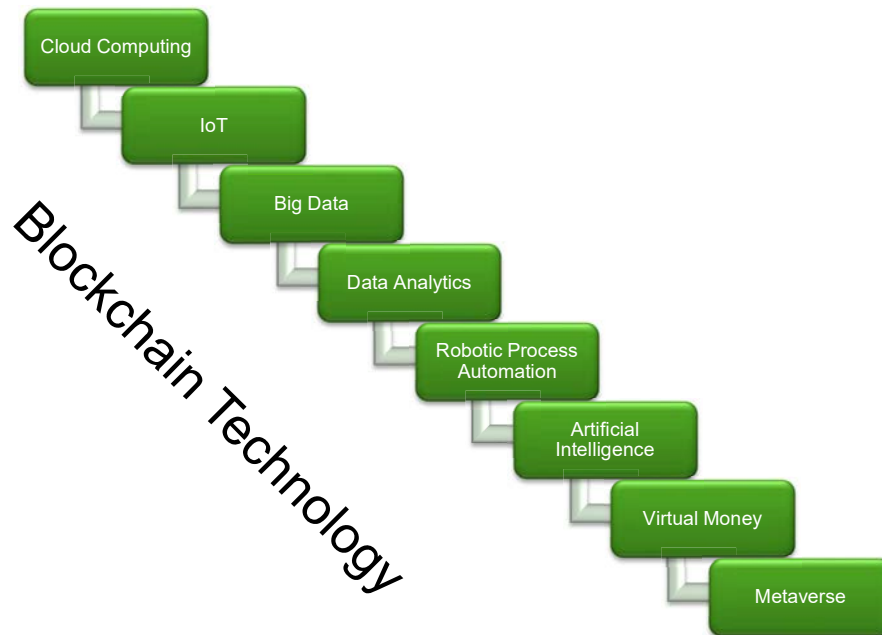 Cloud Computing
IoT
Big Data
Data Analytics
Robotic Process
Automation
Artificial
Intelligence
Virtual Money
Metaverse
Blockchain Technology